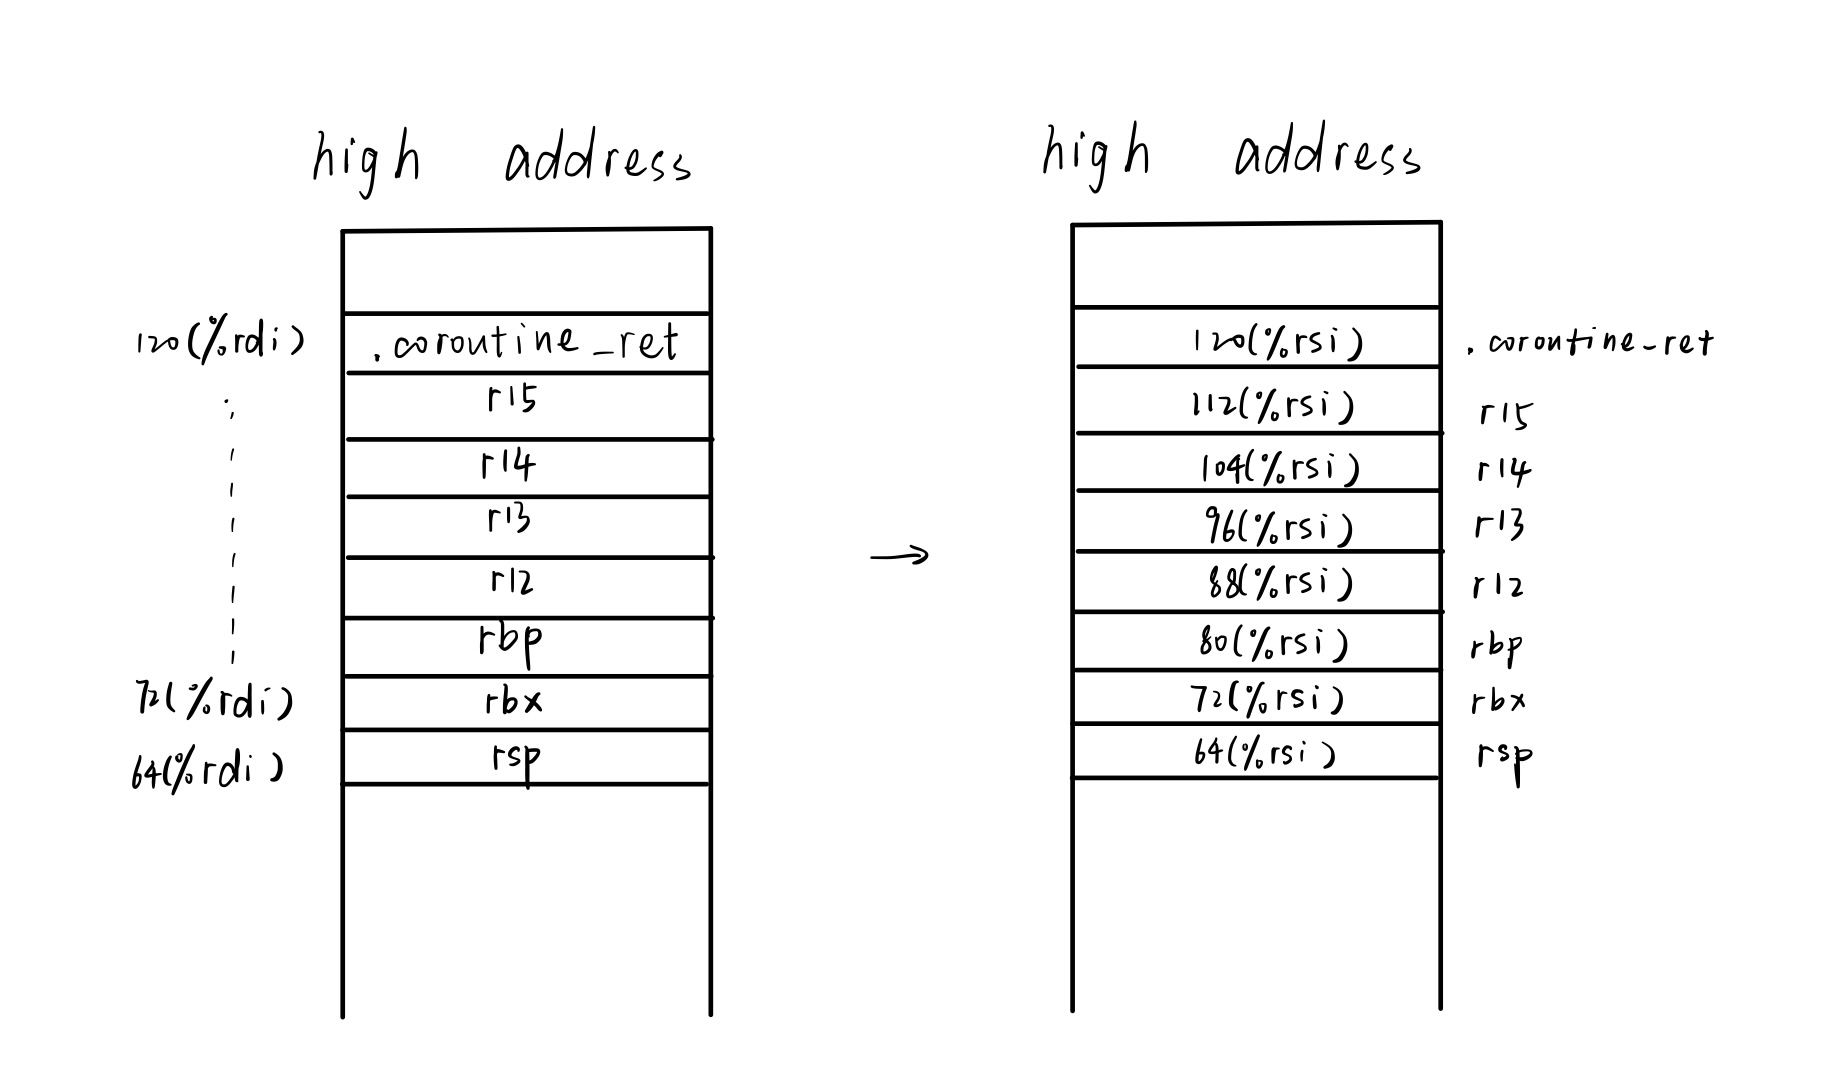 high address
120(%rdi)
.coroutine_ret
r15
r14
r13
r12
rbp
72(%rdi)
rbx
64(%rdi)
rsp
→
high address
120(%rsi)
.coroutine_ret
112(%rsi)
r15
104(%rsi)
r14
96(%rsi)
r13
88(%rsi)
r12
80(%rsi)
rbp
72(%rsi)
rbx
64(%rsi)
rsp